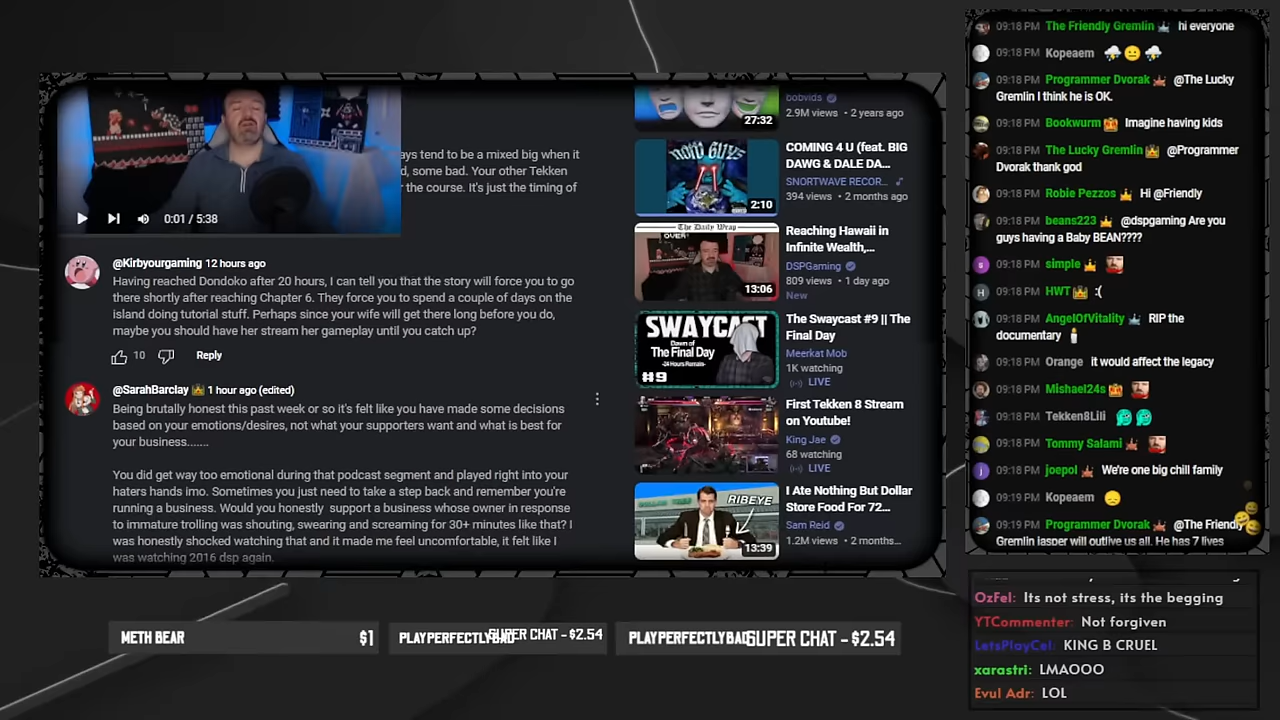 ays tend to be a mixed big when it
d, some bad. Your other Tekken
r the course. It's just the timing of
0:01 / 5:38
@Kirbyourgaming 12 hours ago
Having reached Dondoko after 20 hours, I can tell you that the story will force you to go
there shortly after reaching Chapter 6. They force you to spend a couple of days on the
island doing tutorial stuff. Perhaps since your wife will get there long before you do,
maybe you should have her stream her gameplay until you catch up?
10 Reply
@SarahBarclay 1 hour ago (edited)
Being brutally honest this past week or so it's felt like you have made some decisions
based on your emotions/desires, not what your supporters want and what is best for
your business.......
You did get way too emotional during that podcast segment and played right into your
haters hands imo. Sometimes you just need to take a step back and remember you're
running a business. Would you honestly support a business whose owner in response
to immature trolling was shouting, swearing and screaming for 30+ minutes like that? I
was honestly shocked watching that and it made me feel uncomfortable, it felt like I
was watching 2016 dsp again.
bobvids
2.9M views • 2 years ago
27:32
COMING 4 U (feat. BIG
DAWG & DALE DA...
SNORTWAVE RECOR...
394 views • 2 months ago
NOID GUYS
2:10
The Daily Wrap
OVER!
Reaching Hawaii in
Infinite Wealth,...
DSPGaming
809 views • 1 day ago
New
13:06
SWAYCAST
Dawn of
The Final Day
-24 Hours Remain-
#9
The Swaycast #9 || The
Final Day
Meerkat Mob
1K watching
LIVE
First Tekken 8 Stream
on Youtube!
King Jae
68 watching
LIVE
RIBEYE
13:39
I Ate Nothing But Dollar
Store Food For 72...
Sam Reid
1.2M views • 2 months...
09:18 PM The Friendly Gremlin hi everyone
09:18 PM Kopeaem
09:18 PM Programmer Dvorak @The Lucky
Gremlin I think he is OK.
09:18 PM Bookwurm Imagine having kids
09:18 PM The Lucky Gremlin @Programmer
Dvorak thank god
09:18 PM Robie Pezzos Hi @Friendly
09:18 PM beans223 @dspgaming Are you
guys having a Baby BEAN????
09:18 PM simple
09:18 PM HWT :(
09:18 PM AngelOfVitality RIP the
documentary
09:18 PM Orange it would affect the legacy
09:18 PM Mishael24s
09:18 PM Tekken8Lili
09:18 PM Tommy Salami
09:18 PM joepol We're one big chill family
09:19 PM Kopeaem
09:19 PM Programmer Dvorak @The Friendly
Gremlin jasper will outlive us all. He has 7 lives
OzFel: Its not stress, its the begging
YTCommenter: Not forgiven
LetsPlayCel: KING B CRUEL
xarastri: LMAOOO
Evul Adr: LOL
METH BEAR $1
PLAYPERFECTLYBAD SUPER CHAT - $2.54
PLAYPERFECTLYBAD SUPER CHAT - $2.54